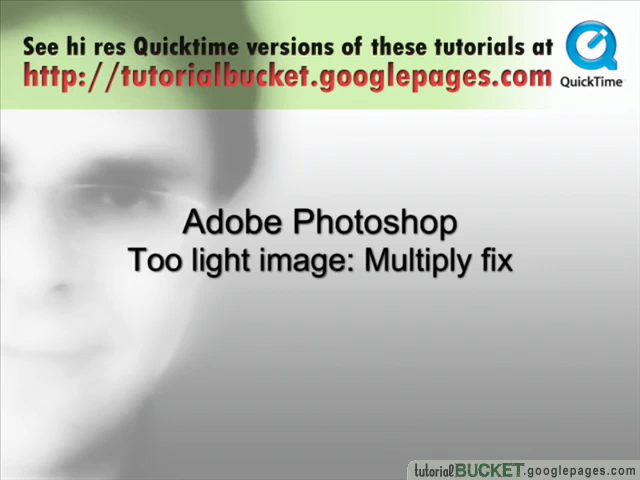 See hi res Quicktime versions of these tutorials at
http://tutorialbucket.googlepages.com
QuickTime
Adobe Photoshop
Too light image: Multiply fix
tutorialBUCKET.googlepages.com